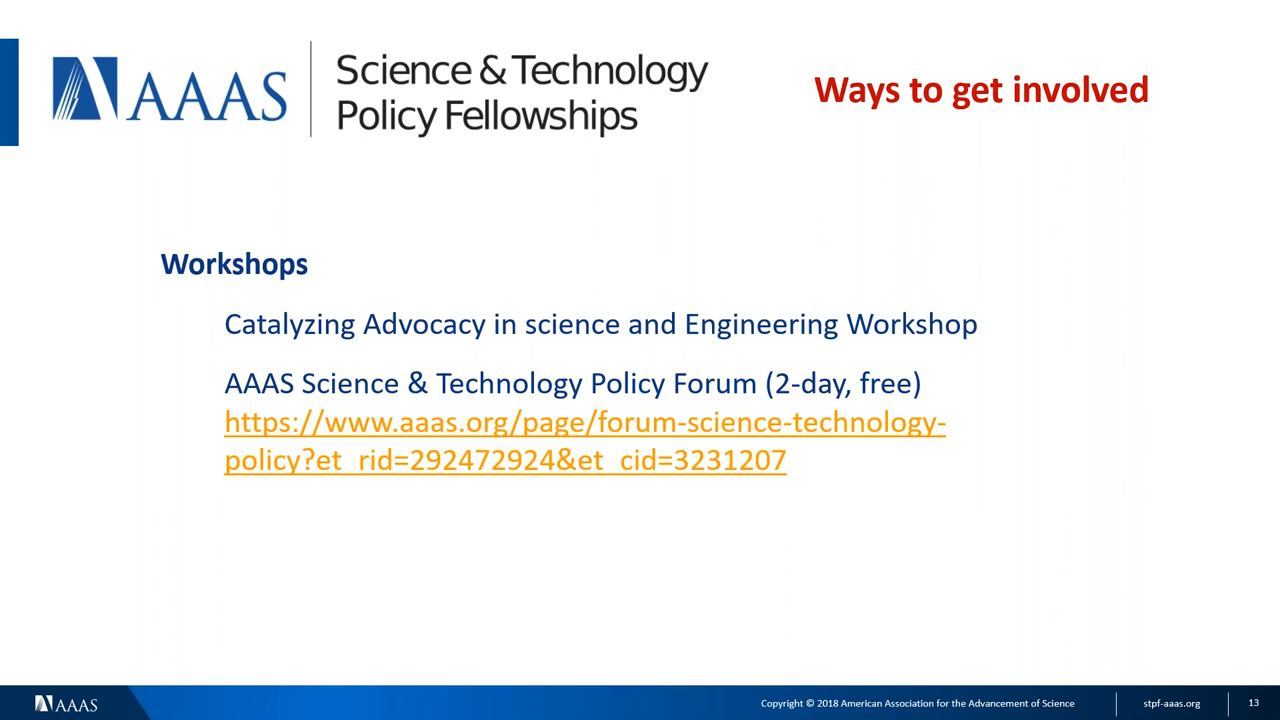 AAAS
Science & Technology
Policy Fellowships
Ways to get involved
Workshops
Catalyzing Advocacy in science and Engineering Workshop
AAAS Science & Technology Policy Forum (2-day, free)
https://www.aaas.org/page/forum-science-technology-
policy?et_rid=292472924&et_cid=3231207
AAAS
Copyright © 2018 American Association for the Advancement of Science
stpf-aaas.org
13